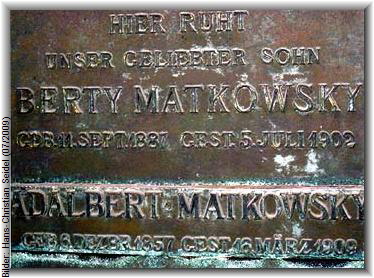 HIER RUHT
UNSER GELIEBTER SOHN
BERTY MATKOWSKY
GEB. 11. SEPT. 1887 GEST. 5. JULI 1902
ADALBERT MATKOWSKY
GEB. 6. DEZER 1857 GEST. 16. MÄRZ 1909
Bilder: Hans-Christian Seidel (07/2009)